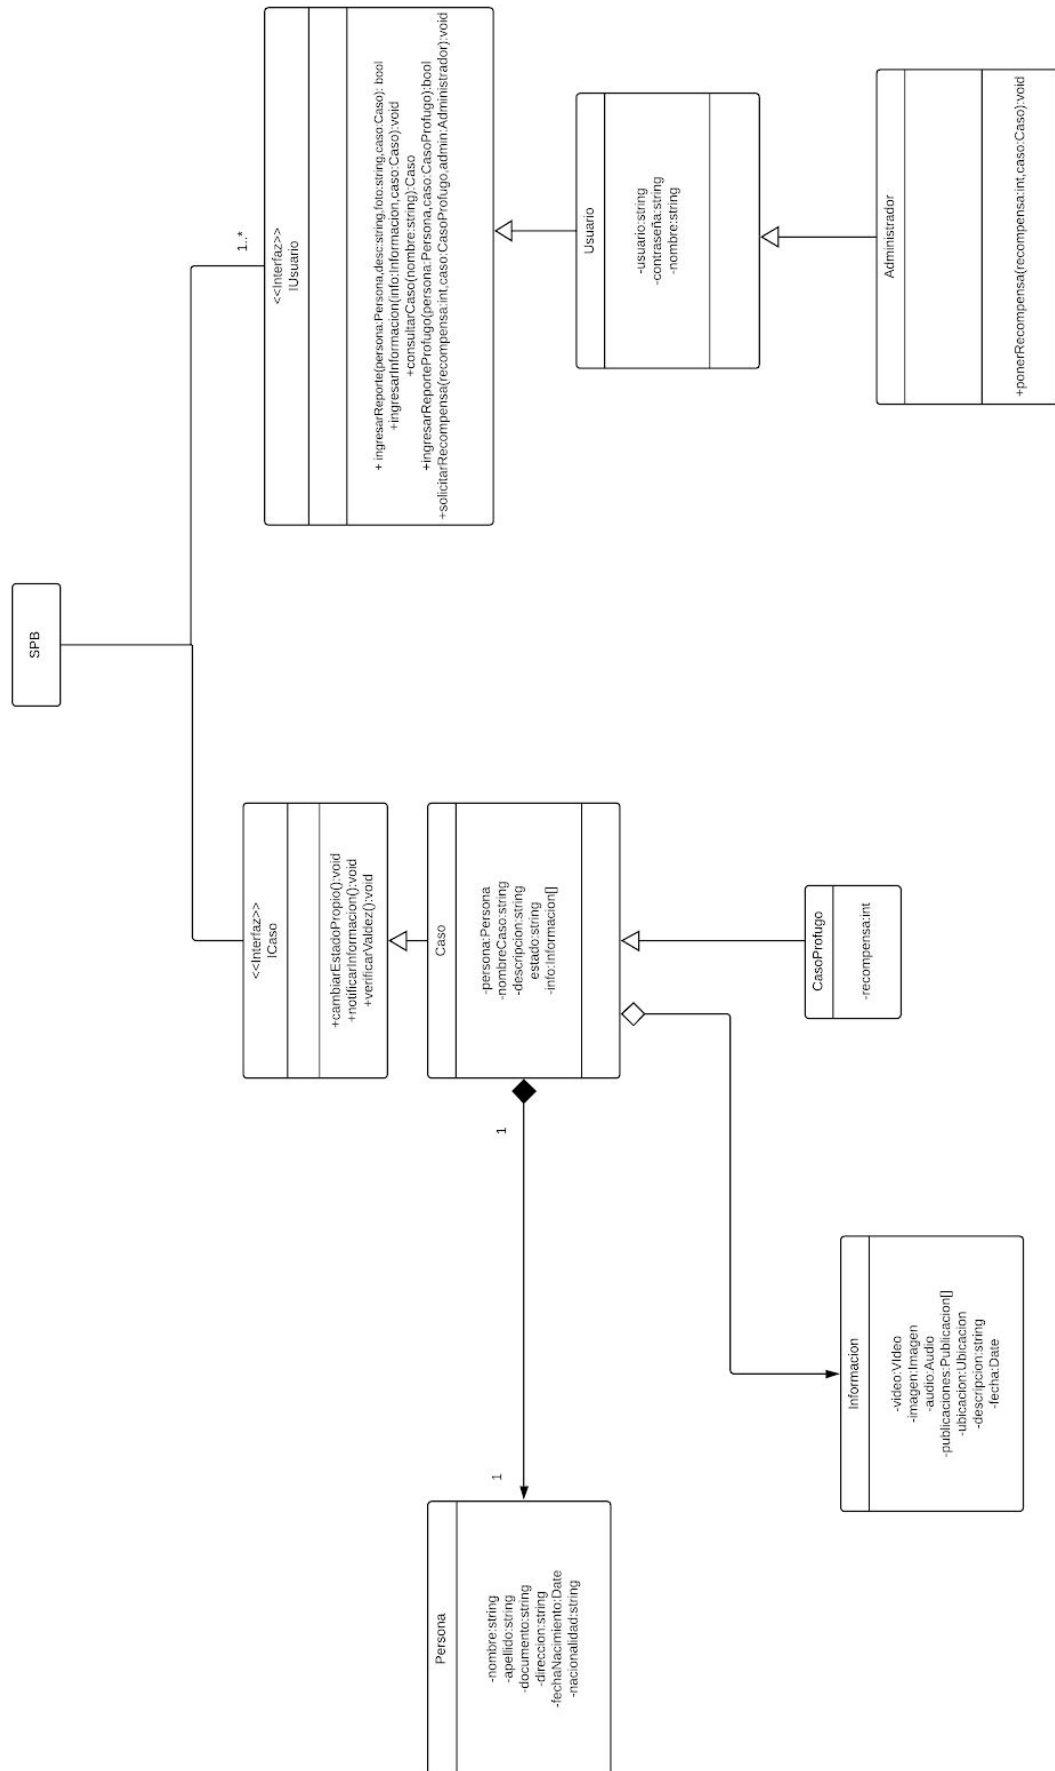 SPB
<<Interfaz>>
ICaso
+cambiarEstadoPropio():void
+notificarInformacion():void
+verificarValdez():void
1..*
<<Interfaz>>
IUsuario
+ ingresarReporte(persona:Persona,desc:string,foto:string,caso:Caso): bool
+ingresarInformacion(info:Informacion,caso:Caso):void
+consultarCaso(nombre:string):Caso
+ingresarReporteProfugo(persona:Persona,caso:CasoProfugo):bool
+solicitarRecompensa(recompensa:int,caso:CasoProfugo,admin:Administrador):void
Persona
-nombre:string
-apellido:string
-documento:string
-direccion:string
-fechaNacimiento:Date
-nacionalidad:string
1
1
Caso
-persona:Persona
-nombreCaso:string
-descripcion:string
estado:string
-info:Informacion[]
Usuario
-usuario:string
-contraseña:string
-nombre:string
Informacion
-video:VIdeo
-imagen:Imagen
-audio:Audio
-publicaciones:Publicacion[]
-ubicacion:Ubicacion
-descripcion:string
-fecha:Date
CasoProfugo
-recompensa:int
Administrador
+ponerRecompensa(recompensa:int,caso:Caso):void